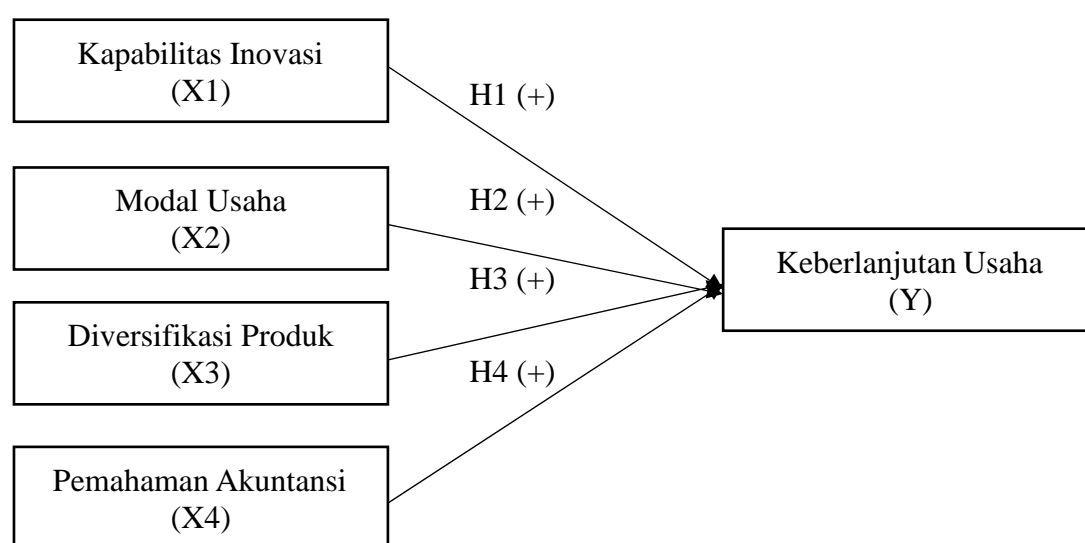 Kapabilitas Inovasi
(X1)
H1 (+)
Modal Usaha
(X2)
H2 (+)
Diversifikasi Produk
(X3)
H3 (+)
Pemahaman Akuntansi
(X4)
H4 (+)
Keberlanjutan Usaha
(Y)